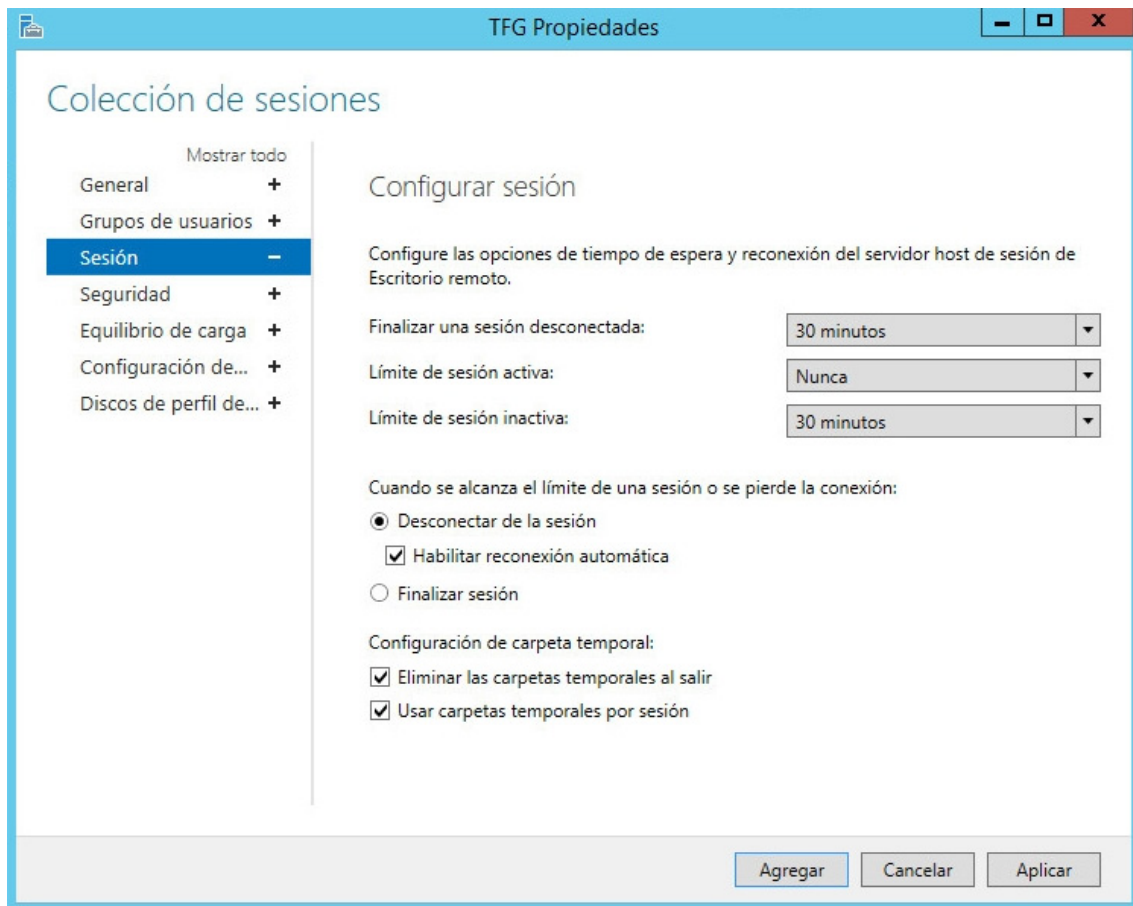 TFG Propiedades
Colección de sesiones
Mostrar todo
General +
Grupos de usuarios +
Sesión −
Seguridad +
Equilibrio de carga +
Configuración de... +
Discos de perfil de... +
Configurar sesión
Configure las opciones de tiempo de espera y reconexión del servidor host de sesión de
Escritorio remoto.
Finalizar una sesión desconectada: 30 minutos
Límite de sesión activa: Nunca
Límite de sesión inactiva: 30 minutos
Cuando se alcanza el límite de una sesión o se pierde la conexión:
Desconectar de la sesión
Habilitar reconexión automática
Finalizar sesión
Configuración de carpeta temporal:
Eliminar las carpetas temporales al salir
Usar carpetas temporales por sesión
Agregar Cancelar Aplicar